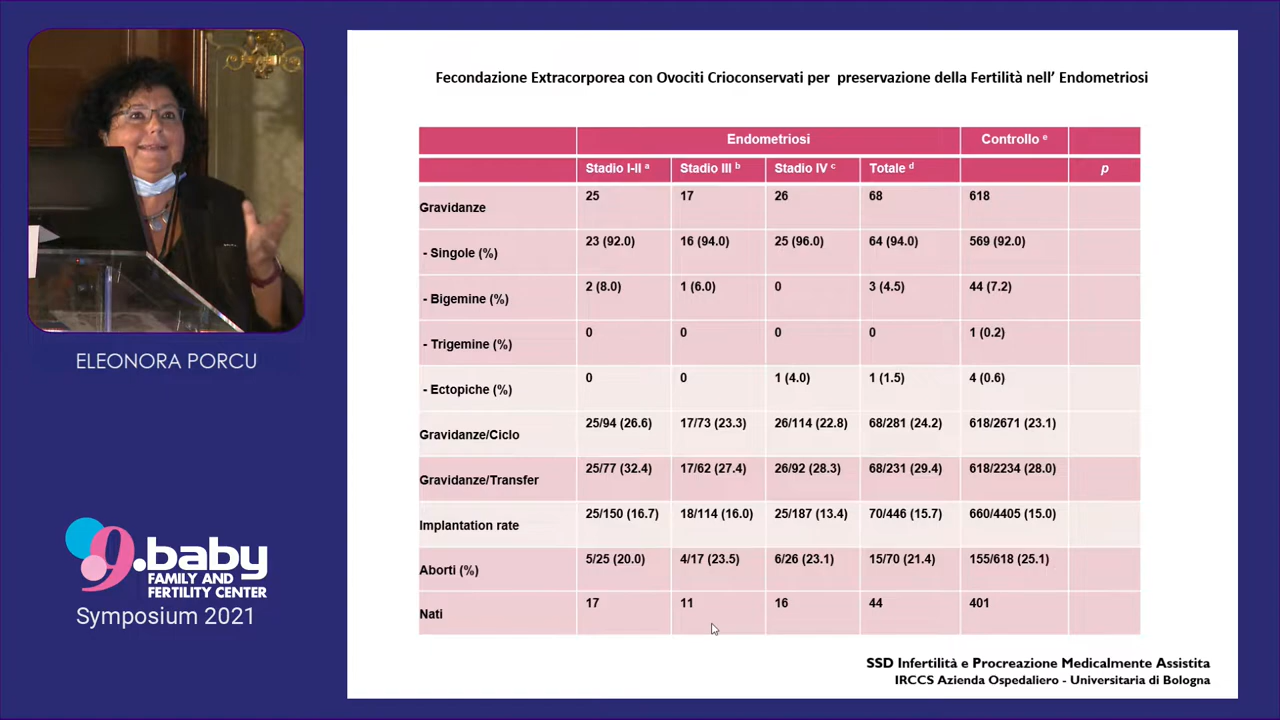 Fecondazione Extracorporea con Ovociti Crioconservati per preservazione della Fertilità nell' Endometriosi
Endometriosi Controllo e
Stadio I-II a Stadio III b Stadio IV c Totale d p
Gravidanze 25 17 26 68 618
- Singole (%) 23 (92.0) 16 (94.0) 25 (96.0) 64 (94.0) 569 (92.0)
- Bigemine (%) 2 (8.0) 1 (6.0) 0 3 (4.5) 44 (7.2)
- Trigemine (%) 0 0 0 0 1 (0.2)
- Ectopiche (%) 0 0 1 (4.0) 1 (1.5) 4 (0.6)
Gravidanze/Ciclo 25/94 (26.6) 17/73 (23.3) 26/114 (22.8) 68/281 (24.2) 618/2671 (23.1)
Gravidanze/Transfer 25/77 (32.4) 17/62 (27.4) 26/92 (28.3) 68/231 (29.4) 618/2234 (28.0)
Implantation rate 25/150 (16.7) 18/114 (16.0) 25/187 (13.4) 70/446 (15.7) 660/4405 (15.0)
Aborti (%) 5/25 (20.0) 4/17 (23.5) 6/26 (23.1) 15/70 (21.4) 155/618 (25.1)
Nati 17 11 16 44 401
SSD Infertilità e Procreazione Medicalmente Assistita
IRCCS Azienda Ospedaliero - Universitaria di Bologna
ELEONORA PORCU
9.baby
FAMILY AND
FERTILITY CENTER
Symposium 2021